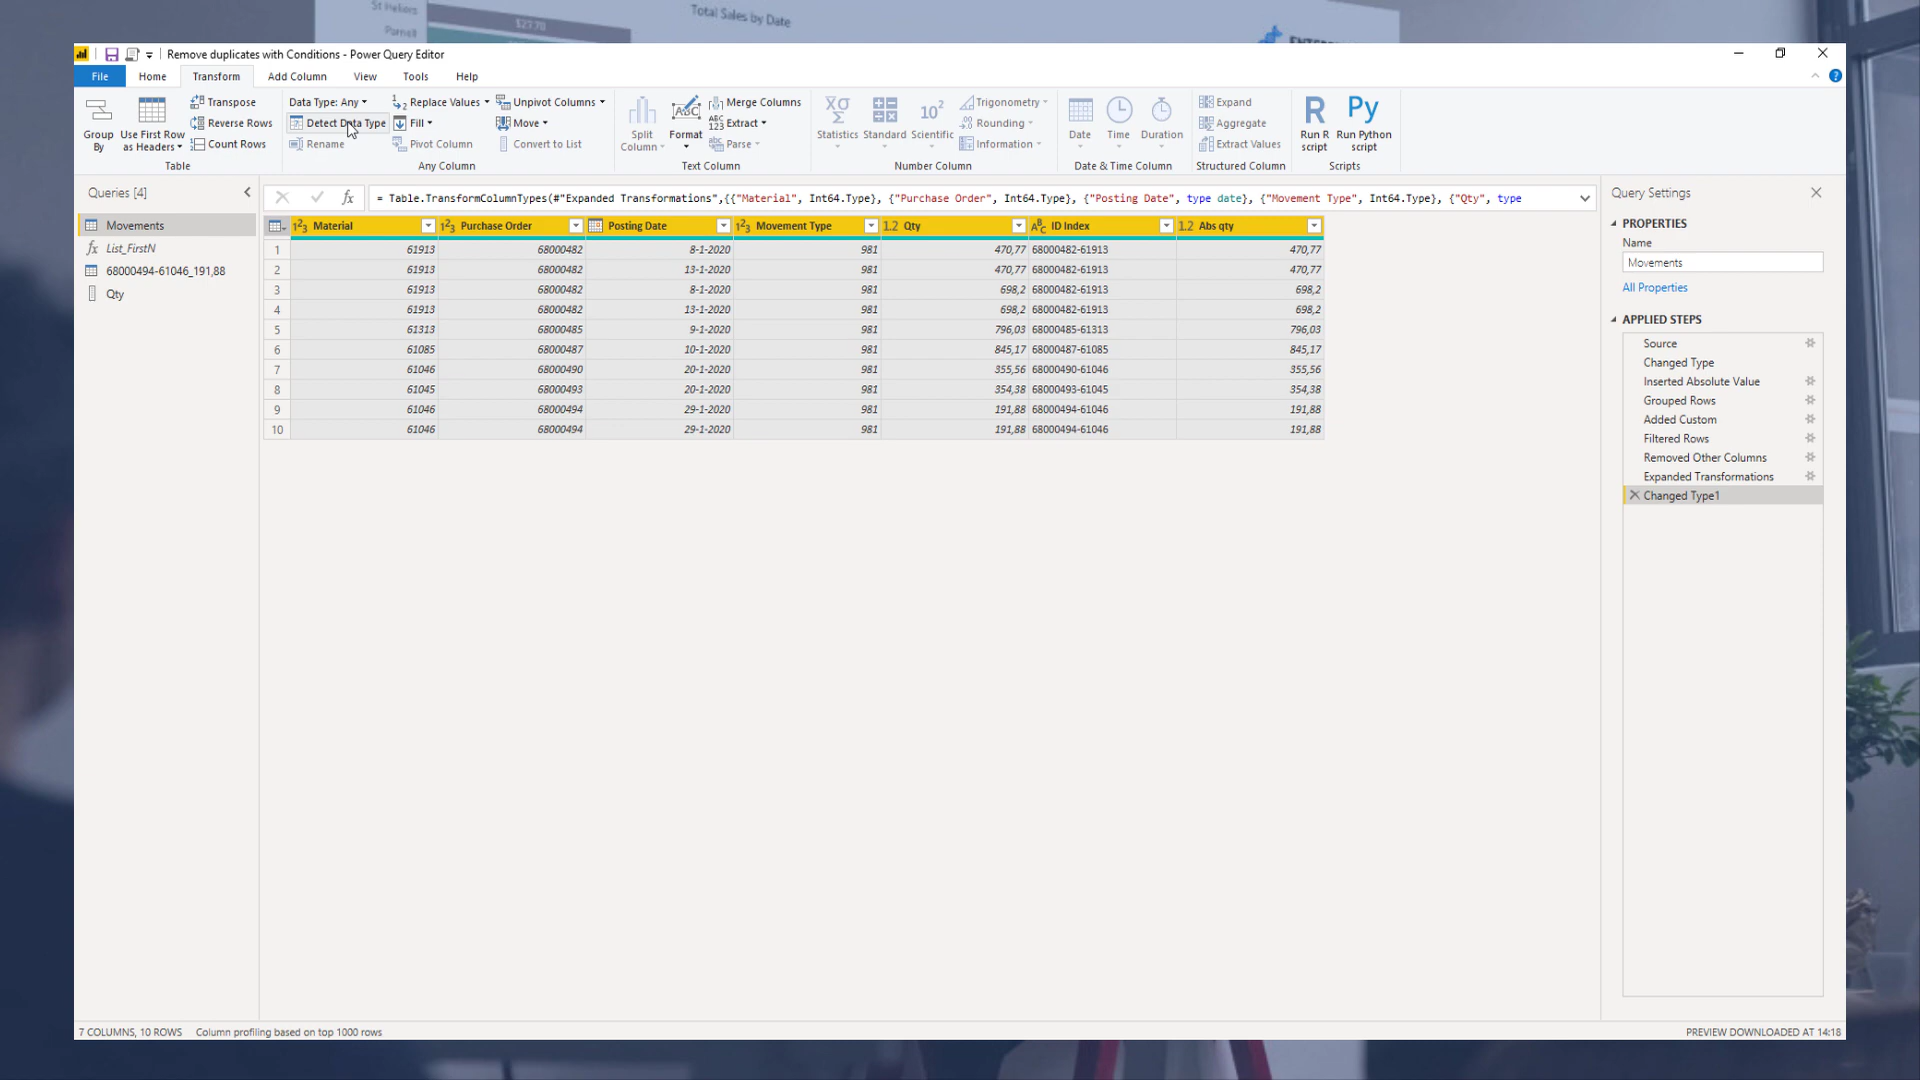 St Heliers
Parnell
$27.70
Total Sales by Date
Remove duplicates with Conditions - Power Query Editor
File Home Transform Add Column View Tools Help
Group By
Use First Row as Headers
Transpose
Reverse Rows
Count Rows
Table
Data Type: Any
Detect Data Type
Rename
Replace Values
Fill
Pivot Column
Unpivot Columns
Move
Convert to List
Any Column
Split Column
Format
Merge Columns
Extract
Parse
Text Column
Statistics
Standard
Scientific
Trigonometry
Rounding
Information
Number Column
Date
Time
Duration
Date & Time Column
Expand
Aggregate
Extract Values
Structured Column
R Run R script
Py Run Python script
Scripts
Queries [4]
Movements
List_FirstN
68000494-61046_191,88
Qty
= Table.TransformColumnTypes(#"Expanded Transformations",{{"Material", Int64.Type}, {"Purchase Order", Int64.Type}, {"Posting Date", type date}, {"Movement Type", Int64.Type}, {"Qty", type
Material Purchase Order Posting Date Movement Type 1.2 Qty ID Index 1.2 Abs qty
1 61913 68000482 8-1-2020 981 470,77 68000482-61913 470,77
2 61913 68000482 13-1-2020 981 470,77 68000482-61913 470,77
3 61913 68000482 8-1-2020 981 698,2 68000482-61913 698,2
4 61913 68000482 13-1-2020 981 698,2 68000482-61913 698,2
5 61313 68000485 9-1-2020 981 796,03 68000485-61313 796,03
6 61085 68000487 10-1-2020 981 845,17 68000487-61085 845,17
7 61046 68000490 20-1-2020 981 355,56 68000490-61046 355,56
8 61045 68000493 20-1-2020 981 354,38 68000493-61045 354,38
9 61046 68000494 29-1-2020 981 191,88 68000494-61046 191,88
10 61046 68000494 29-1-2020 981 191,88 68000494-61046 191,88
Query Settings
PROPERTIES
Name
Movements
All Properties
APPLIED STEPS
Source
Changed Type
Inserted Absolute Value
Grouped Rows
Added Custom
Filtered Rows
Removed Other Columns
Expanded Transformations
Changed Type1
7 COLUMNS, 10 ROWS Column profiling based on top 1000 rows
PREVIEW DOWNLOADED AT 14:18